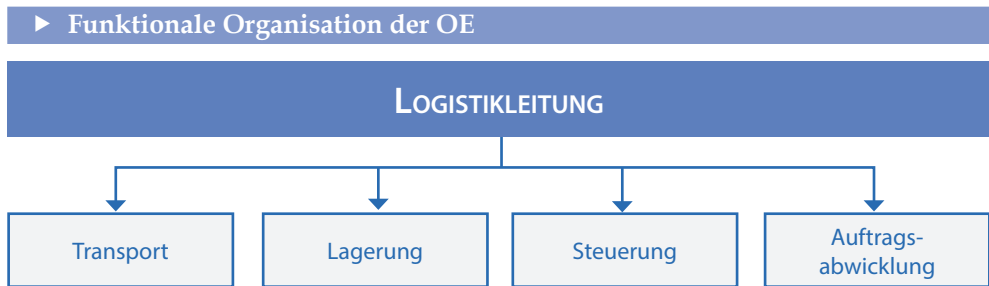 ▶ Funktionale Organisation der OE
LOGISTIKLEITUNG
Transport
Lagerung
Steuerung
Auftrags-
abwicklung